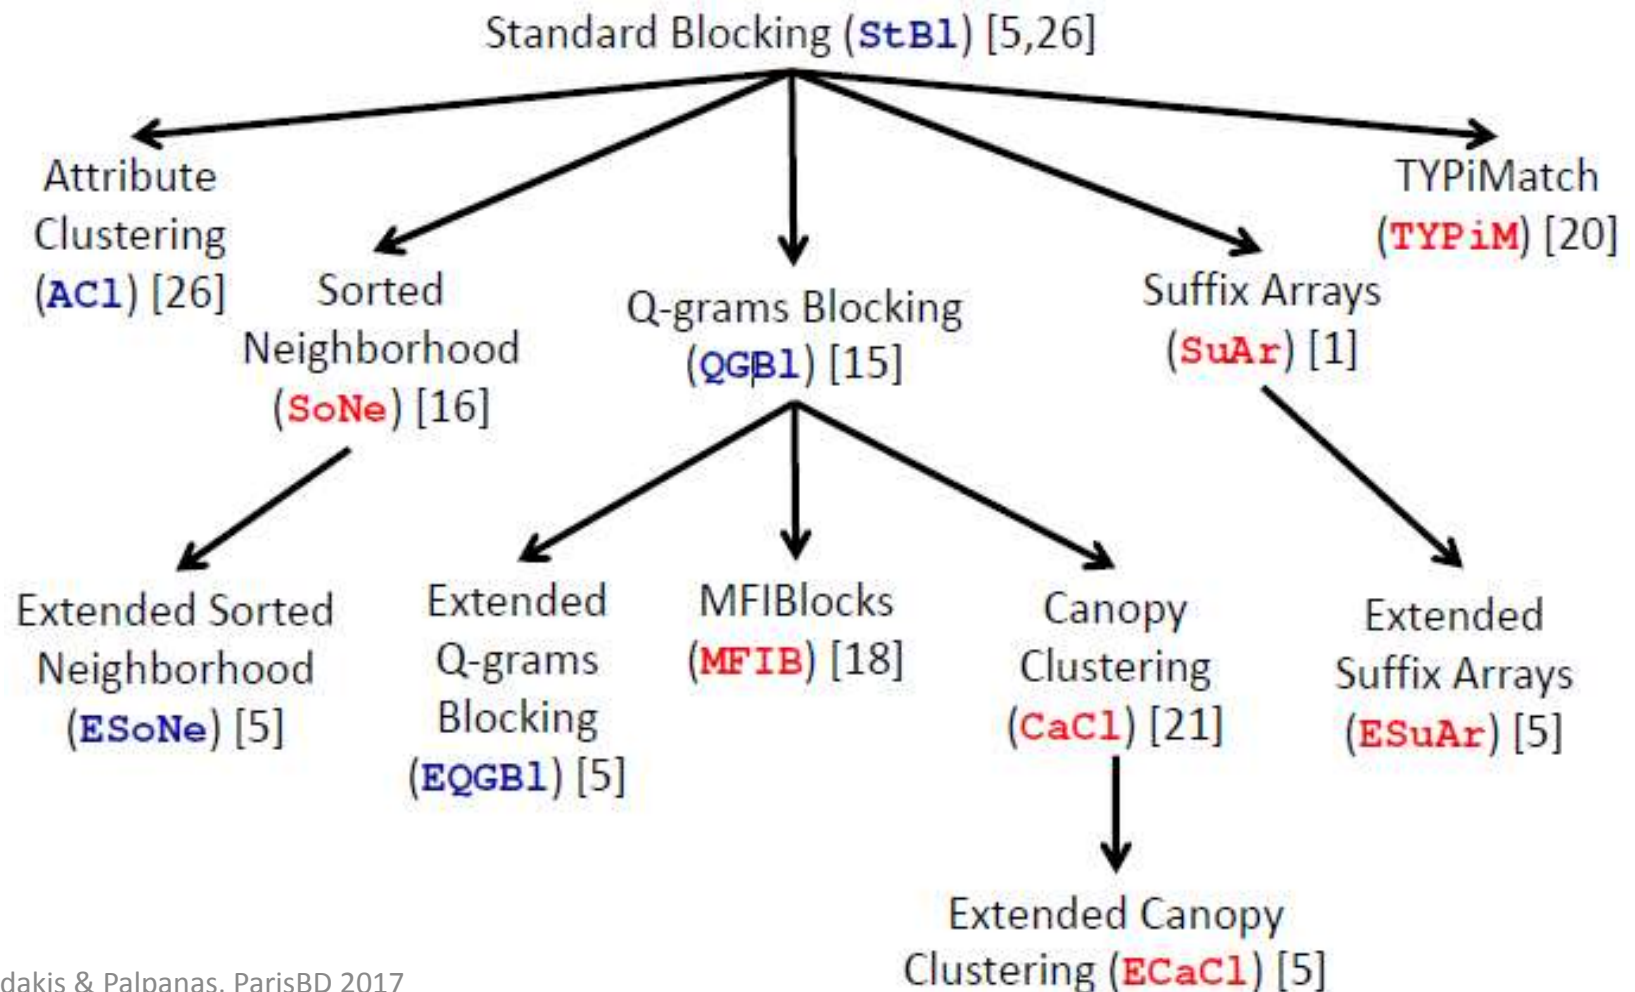 Standard Blocking (StBl) [5,26]
Attribute
Clustering
(ACl) [26]
Sorted
Neighborhood
(SoNe) [16]
Q-grams Blocking
(QGBl) [15]
Suffix Arrays
(SuAr) [1]
TYPiMatch
(TYPiM) [20]
Extended Sorted
Neighborhood
(ESoNe) [5]
Extended
Q-grams
Blocking
(EQGBl) [5]
MFIBlocks
(MFIB) [18]
Canopy
Clustering
(CaCl) [21]
Extended
Suffix Arrays
(ESuAr) [5]
Extended Canopy
Clustering (ECaCl) [5]
dakis & Palpanas, ParisBD 2017